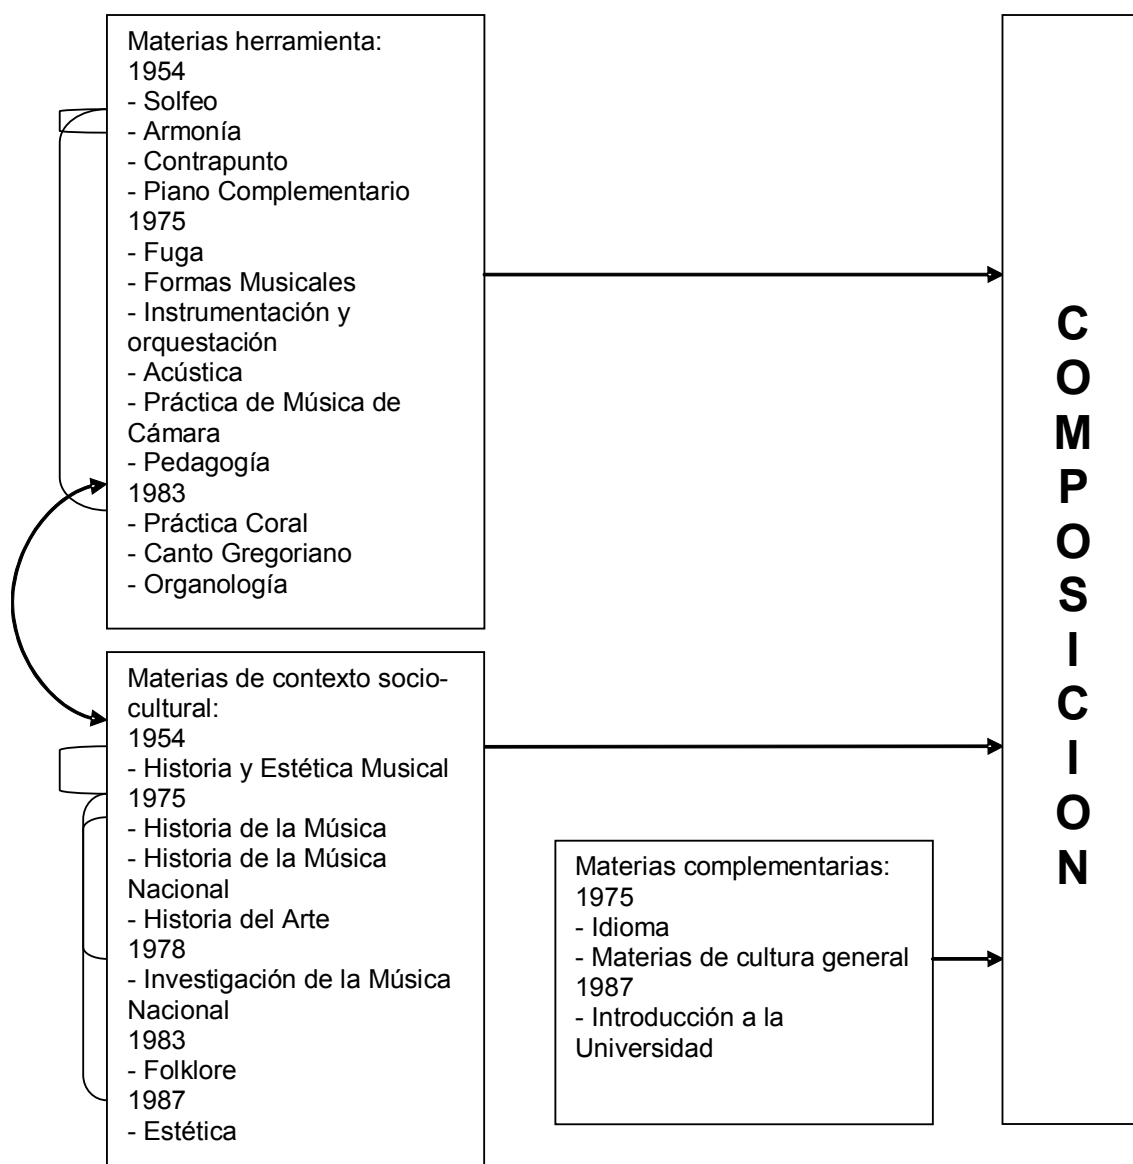 Materias herramienta:
1954
- Solfeo
- Armonía
- Contrapunto
- Piano Complementario
1975
- Fuga
- Formas Musicales
- Instrumentación y
orquestación
- Acústica
- Práctica de Música de
Cámara
- Pedagogía
1983
- Práctica Coral
- Canto Gregoriano
- Organología
Materias de contexto socio-
cultural:
1954
- Historia y Estética Musical
1975
- Historia de la Música
- Historia de la Música
Nacional
- Historia del Arte
1978
- Investigación de la Música
Nacional
1983
- Folklore
1987
- Estética
Materias complementarias:
1975
- Idioma
- Materias de cultura general
1987
- Introducción a la
Universidad
C
O
M
P
O
S
I
C
I
O
N